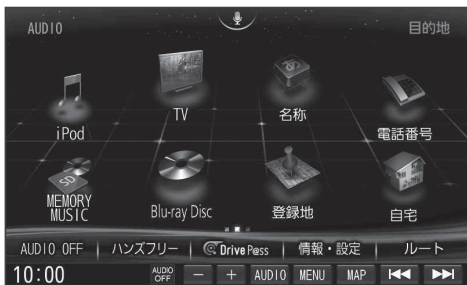 AUDIO
目的地
iPod
TV
名称
電話番号
SD
MEMORY
MUSIC
Blu-ray Disc
登録地
自宅
AUDIO OFF
ハンズフリー
Drive P@ss
情報・設定
ルート
10:00
AUDIO
OFF
−
+
AUDIO
MENU
MAP